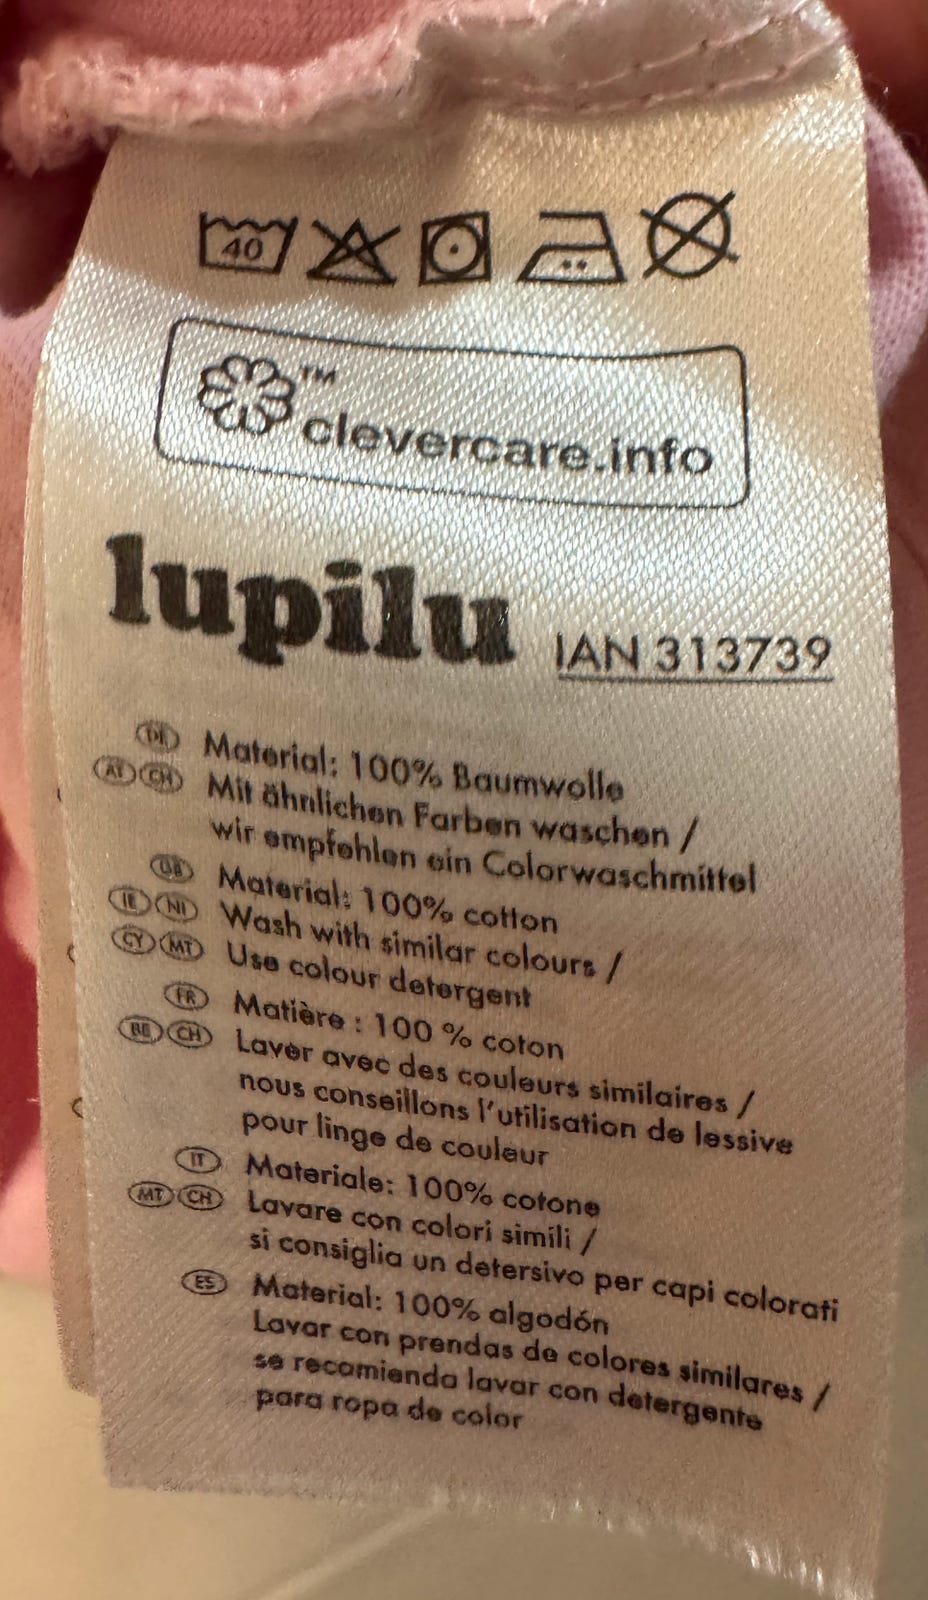 40
™
clevercare.info
lupilu IAN 313739
DE Material: 100% Baumwolle
AT CH Mit ähnlichen Farben waschen /
wir empfehlen ein Colorwaschmittel
GB Material: 100% cotton
IE NI Wash with similar colours /
CY MT Use colour detergent
FR Matière : 100 % coton
BE CH Laver avec des couleurs similaires /
nous conseillons l'utilisation de lessive
pour linge de couleur
IT Materiale: 100% cotone
MT CH Lavare con colori simili /
si consiglia un detersivo per capi colorati
ES Material: 100% algodón
Lavar con prendas de colores similares /
se recomienda lavar con detergente
para ropa de color